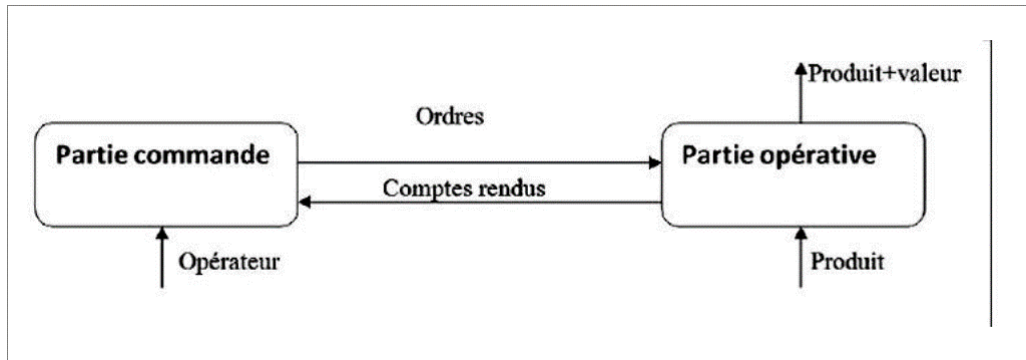 Produit+valeur
Ordres
Partie commande
Partie opérative
Comptes rendus
Opérateur
Produit